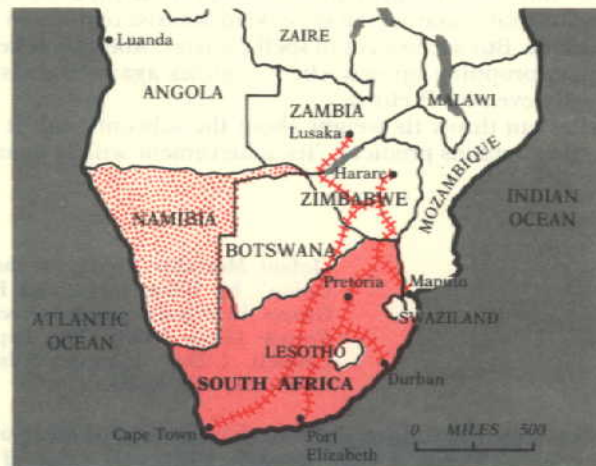 Luanda
ZAIRE
ANGOLA
ZAMBIA
Lusaka
MALAWI
Harare
ZIMBABWE
MOZAMBIQUE
INDIAN
OCEAN
NAMIBIA
BOTSWANA
Pretoria
Maputo
SWAZILAND
ATLANTIC
OCEAN
LESOTHO
SOUTH AFRICA
Durban
Cape Town
Port
Elizabeth
0 MILES 500